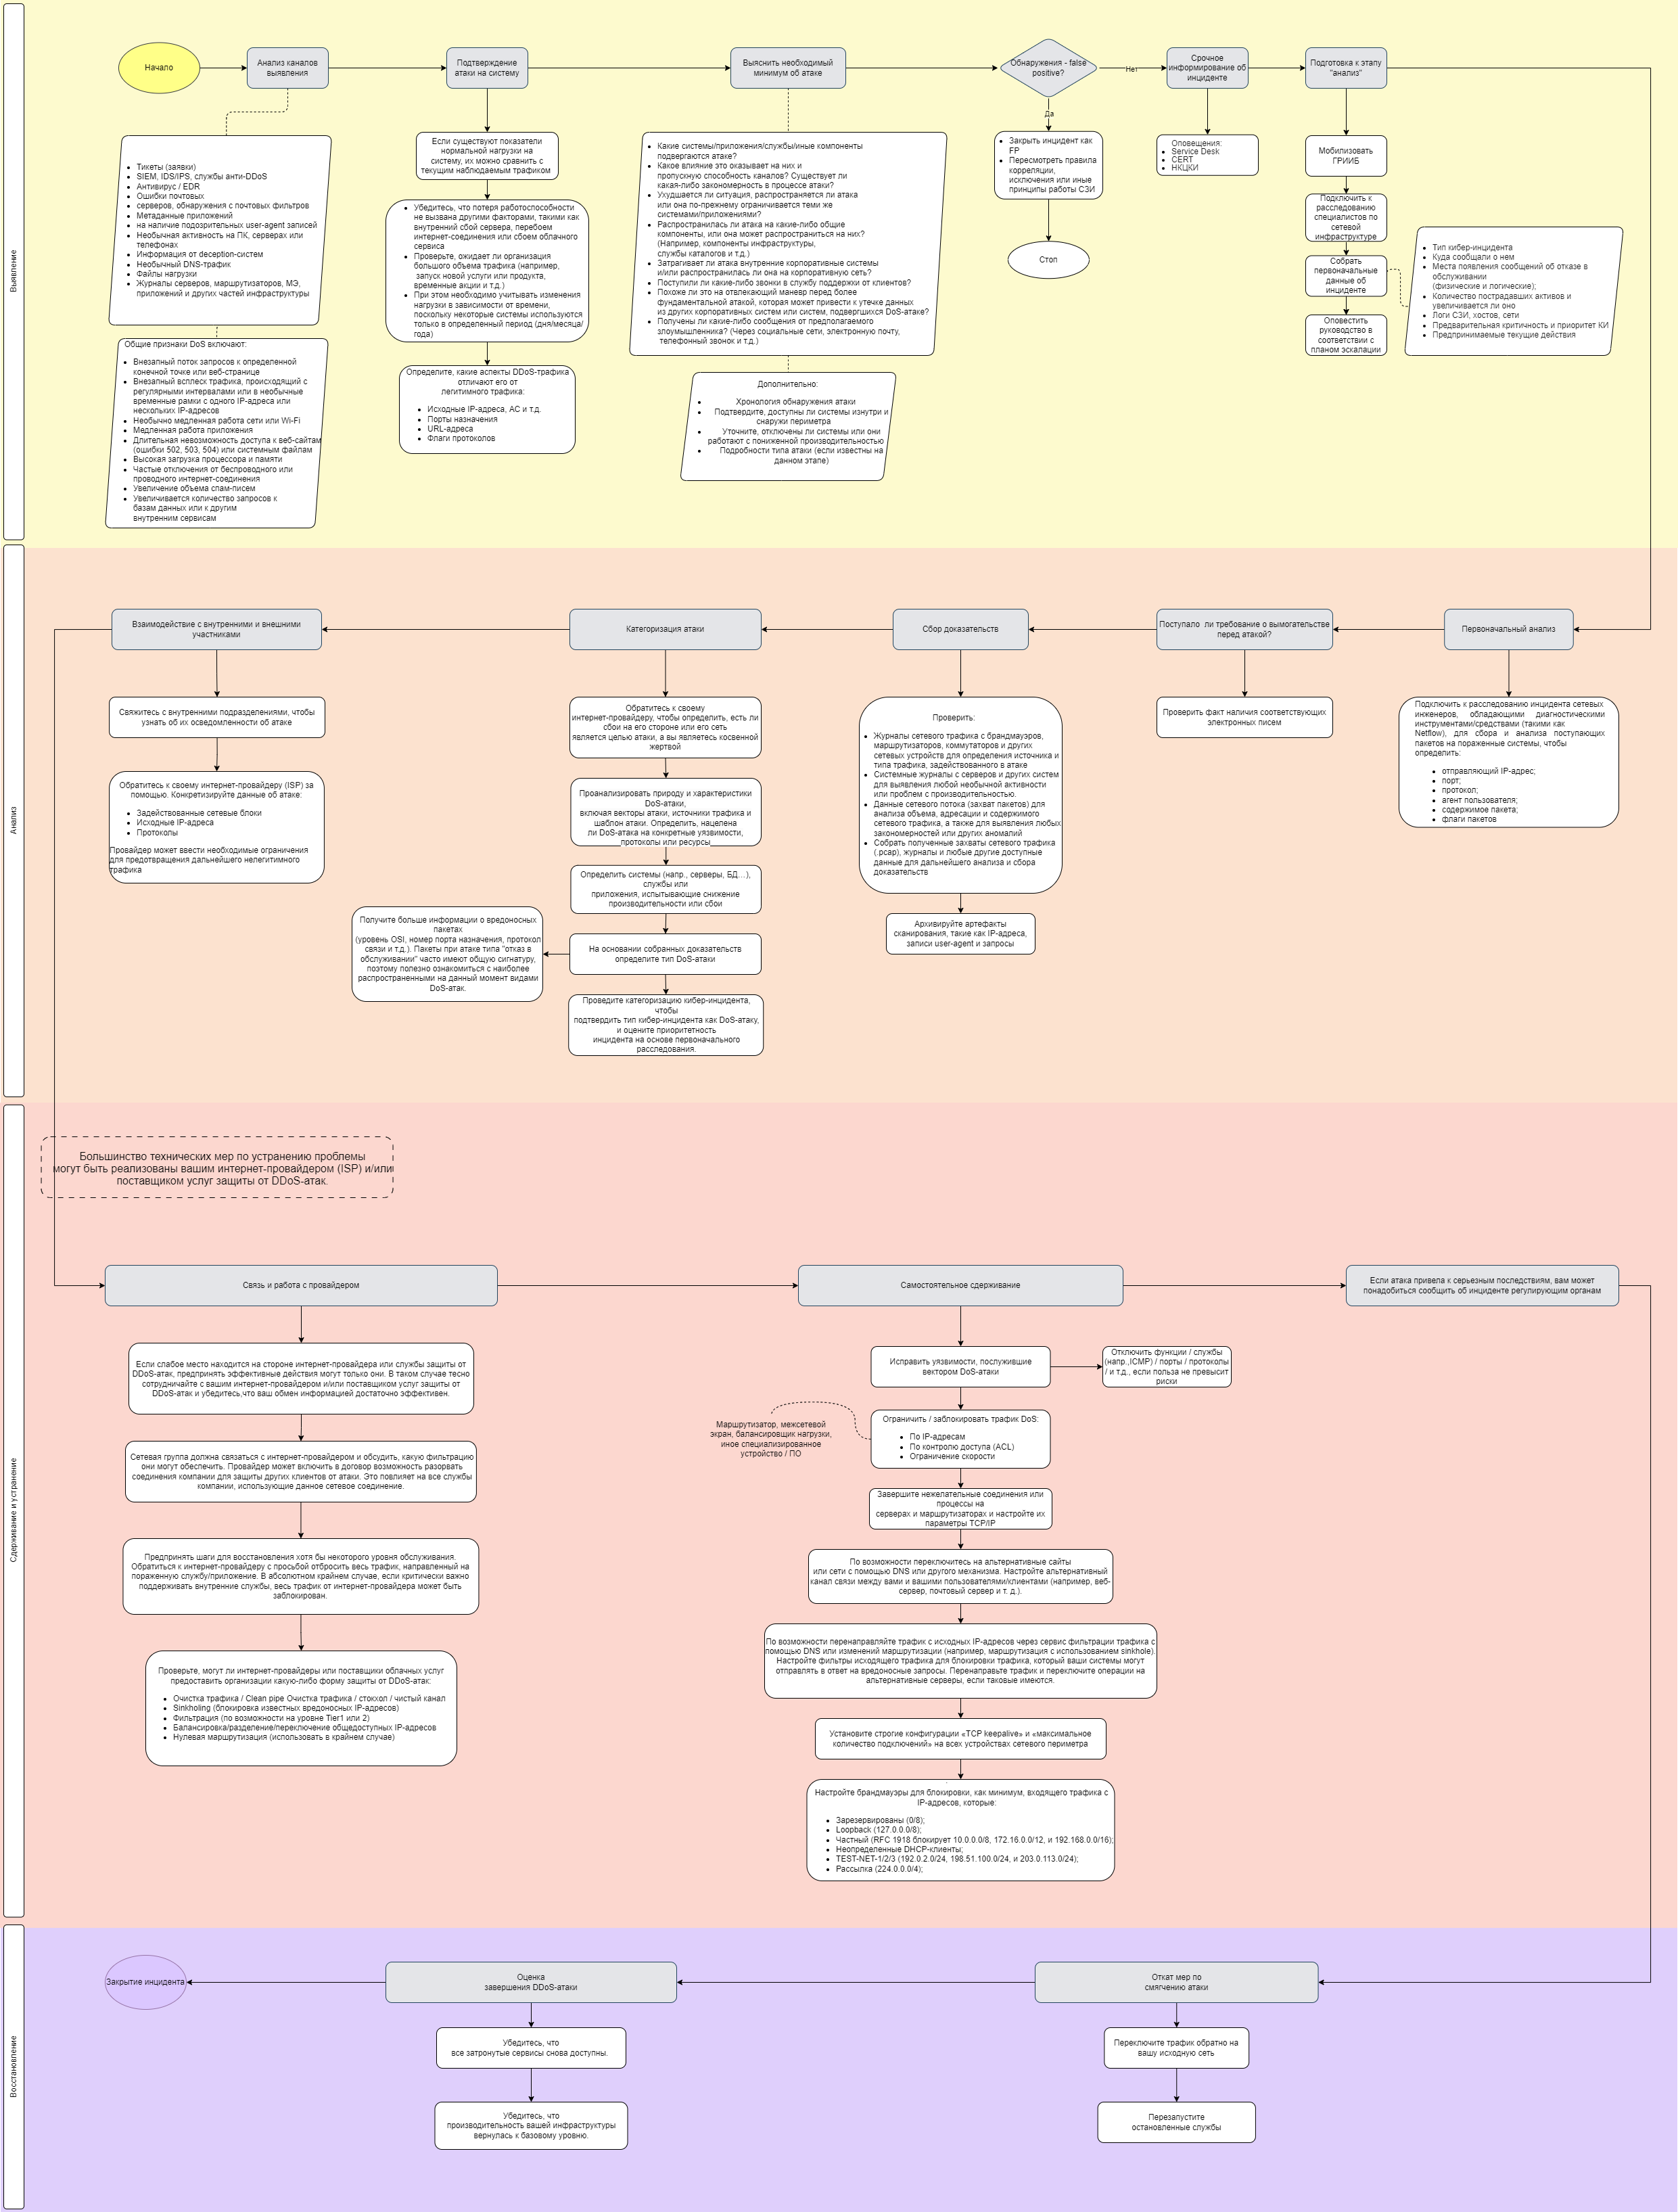 Выявление
Начало
Анализ каналов
выявления
Подтверждение
атаки на систему
Выяснить необходимый
минимум об атаке
Обнаружения - false
positive?
Нет
Да
Срочное
информирование об
инциденте
Подготовка к этапу
"анализ"
Тикеты (заявки)
SIEM, IDS/IPS, службы анти-DDoS
Антивирус / EDR
Ошибки почтовых
серверов, обнаружения с почтовых фильтров
Метаданные приложений
на наличие подозрительных user-agent записей
Необычная активность на ПК, серверах или
телефонах
Информация от deception-систем
Необычный DNS-трафик
Файлы нагрузки
Журналы серверов, маршрутизаторов, МЭ,
приложений и других частей инфраструктуры
Общие признаки DoS включают:
Внезапный поток запросов к определенной
конечной точке или веб-странице
Внезапный всплеск трафика, происходящий с
регулярными интервалами или в необычные
временные рамки с одного IP-адреса или
нескольких IP-адресов
Необычно медленная работа сети или Wi-Fi
Медленная работа приложения
Длительная невозможность доступа к веб-сайтам
(ошибки 502, 503, 504) или системным файлам
Высокая загрузка процессора и памяти
Частые отключения от беспроводного или
проводного интернет-соединения
Увеличение объема спам-писем
Увеличивается количество запросов к
базам данных или к другим
внутренним сервисам
Если существуют показатели
нормальной нагрузки на
систему, их можно сравнить с
текущим наблюдаемым трафиком
Убедитесь, что потеря работоспособности
не вызвана другими факторами, такими как
внутренний сбой сервера, перебоем
интернет-соединения или сбоем облачного
сервиса
Проверьте, ожидает ли организация
большого объема трафика (например,
запуск новой услуги или продукта,
временные акции и т.д.)
При этом необходимо учитывать изменения
нагрузки в зависимости от времени,
поскольку некоторые системы используются
только в определенный период (дня/месяца/
года)
Определите, какие аспекты DDoS-трафика
отличают его от
легитимного трафика:
Исходные IP-адреса, АС и т.д.
Порты назначения
URL-адреса
Флаги протоколов
Какие системы/приложения/службы/иные компоненты
подвергаются атаке?
Какое влияние это оказывает на них и
пропускную способность каналов? Существует ли
какая-либо закономерность в процессе атаки?
Ухудшается ли ситуация, распространяется ли атака
или она по-прежнему ограничивается теми же
системами/приложениями?
Распространилась ли атака на какие-либо общие
компоненты, или она может распространиться на них?
(Например, компоненты инфраструктуры,
службы каталогов и т.д.)
Затрагивает ли атака внутренние корпоративные системы
и/или распространилась ли она на корпоративную сеть?
Поступили ли какие-либо звонки в службу поддержки от клиентов?
Похоже ли это на отвлекающий маневр перед более
фундаментальной атакой, которая может привести к утечке данных
из других корпоративных систем или систем, подвергшихся DoS-атаке?
Получены ли какие-либо сообщения от предполагаемого
злоумышленника? (Через социальные сети, электронную почту,
телефонный звонок и т.д.)
Дополнительно:
Хронология обнаружения атаки
Подтвердите, доступны ли системы изнутри и
снаружи периметра
Уточните, отключены ли системы или они
работают с пониженной производительностью
Подробности типа атаки (если известны на
данном этапе)
Закрыть инцидент как
FP
Пересмотреть правила
корреляции,
исключения или иные
принципы работы СЗИ
Стоп
Оповещения:
Service Desk
CERT
НКЦКИ
Мобилизовать
ГРИИБ
Подключить к
расследованию
специалистов по
сетевой
инфраструктуре
Собрать
первоначальные
данные об
инциденте
Оповестить
руководство в
соответствии с
планом эскалации
Тип кибер-инцидента
Куда сообщали о нем
Места появления сообщений об отказе в
обслуживании
(физические и логические);
Количество пострадавших активов и
увеличивается ли оно
Логи СЗИ, хостов, сети
Предварительная критичность и приоритет КИ
Предпринимаемые текущие действия
Анализ
Взаимодействие с внутренними и внешними
участниками
Категоризация атаки
Сбор доказательств
Поступало ли требование о вымогательстве
перед атакой?
Первоначальный анализ
Свяжитесь с внутренними подразделениями, чтобы
узнать об их осведомленности об атаке
Обратитесь к своему интернет-провайдеру (ISP) за
помощью. Конкретизируйте данные об атаке:
Задействованные сетевые блоки
Исходные IP-адреса
Протоколы
Провайдер может ввести необходимые ограничения
для предотвращения дальнейшего нелегитимного
трафика
Обратитесь к своему
интернет-провайдеру, чтобы определить, есть ли
сбои на его стороне или его сеть
является целью атаки, а вы являетесь косвенной
жертвой
Проанализировать природу и характеристики
DoS-атаки,
включая векторы атаки, источники трафика и
шаблон атаки. Определить, нацелена
ли DoS-атака на конкретные уязвимости,
протоколы или ресурсы
Определить системы (напр., серверы, БД…),
службы или
приложения, испытывающие снижение
производительности или сбои
На основании собранных доказательств
определите тип DoS-атаки
Получите больше информации о вредоносных
пакетах
(уровень OSI, номер порта назначения, протокол
связи и т.д.). Пакеты при атаке типа "отказ в
обслуживании" часто имеют общую сигнатуру,
поэтому полезно ознакомиться с наиболее
распространенными на данный момент видами
DoS-атак.
Проведите категоризацию кибер-инцидента,
чтобы
подтвердить тип кибер-инцидента как DoS-атаку,
и оцените приоритетность
инцидента на основе первоначального
расследования.
Проверить:
Журналы сетевого трафика с брандмауэров,
маршрутизаторов, коммутаторов и других
сетевых устройств для определения источника и
типа трафика, задействованного в атаке
Системные журналы с серверов и других систем
для выявления любой необычной активности
или проблем с производительностью.
Данные сетевого потока (захват пакетов) для
анализа объема, адресации и содержимого
сетевого трафика, а также для выявления любых
закономерностей или других аномалий
Собрать полученные захваты сетевого трафика
(.pcap), журналы и любые другие доступные
данные для дальнейшего анализа и сбора
доказательств
Архивируйте артефакты
сканирования, такие как IP-адреса,
записи user-agent и запросы
Проверить факт наличия соответствующих
электронных писем
Подключить к расследованию инцидента сетевых
инженеров, обладающими диагностическими
инструментами/средствами (такими как
Netflow), для сбора и анализа поступающих
пакетов на пораженные системы, чтобы
определить:
отправляющий IP-адрес;
порт;
протокол;
агент пользователя;
содержимое пакета;
флаги пакетов
Сдерживание и устранение
Большинство технических мер по устранению проблемы
могут быть реализованы вашим интернет-провайдером (ISP) и/или
поставщиком услуг защиты от DDoS-атак.
Связь и работа с провайдером
Самостоятельное сдерживание
Если атака привела к серьезным последствиям, вам может
понадобиться сообщить об инциденте регулирующим органам
Если слабое место находится на стороне интернет-провайдера или службы защиты от
DDoS-атак, предпринять эффективные действия могут только они. В таком случае тесно
сотрудничайте с вашим интернет-провайдером и/или поставщиком услуг защиты от
DDoS-атак и убедитесь,что ваш обмен информацией достаточно эффективен.
Сетевая группа должна связаться с интернет-провайдером и обсудить, какую фильтрацию
они могут обеспечить. Провайдер может включить в договор возможность разорвать
соединения компании для защиты других клиентов от атаки. Это повлияет на все службы
компании, использующие данное сетевое соединение.
Предпринять шаги для восстановления хотя бы некоторого уровня обслуживания.
Обратиться к интернет-провайдеру с просьбой отбросить весь трафик, направленный на
пораженную службу/приложение. В абсолютном крайнем случае, если критически важно
поддерживать внутренние службы, весь трафик от интернет-провайдера может быть
заблокирован.
Проверьте, могут ли интернет-провайдеры или поставщики облачных услуг
предоставить организации какую-либо форму защиты от DDoS-атак:
Очистка трафика / Clean pipe Очистка трафика / стокхол / чистый канал
Sinkholing (блокировка известных вредоносных IP-адресов)
Фильтрация (по возможности на уровне Tier1 или 2)
Балансировка/разделение/переключение общедоступных IP-адресов
Нулевая маршрутизация (использовать в крайнем случае)
Исправить уязвимости, послужившие
вектором DoS-атаки
Отключить функции / службы
(напр.,ICMP) / порты / протоколы
/ и т.д., если польза не превысит
риски
Маршрутизатор, межсетевой
экран, балансировщик нагрузки,
иное специализированное
устройство / ПО
Ограничить / заблокировать трафик DoS:
По IP-адресам
По контролю доступа (ACL)
Ограничение скорости
Завершите нежелательные соединения или
процессы на
серверах и маршрутизаторах и настройте их
параметры TCP/IP
По возможности переключитесь на альтернативные сайты
или сети с помощью DNS или другого механизма. Настройте альтернативный
канал связи между вами и вашими пользователями/клиентами (например, веб-
сервер, почтовый сервер и т. д.).
По возможности перенаправляйте трафик с исходных IP-адресов через сервис фильтрации трафика с
помощью DNS или изменений маршрутизации (например, маршрутизация с использованием sinkhole).
Настройте фильтры исходящего трафика для блокировки трафика, который ваши системы могут
отправлять в ответ на вредоносные запросы. Перенаправьте трафик и переключите операции на
альтернативные серверы, если таковые имеются.
Установите строгие конфигурации «TCP keepalive» и «максимальное
количество подключений» на всех устройствах сетевого периметра
Настройте брандмауэры для блокировки, как минимум, входящего трафика с
IP-адресов, которые:
Зарезервированы (0/8);
Loopback (127.0.0.0/8);
Частный (RFC 1918 блокирует 10.0.0.0/8, 172.16.0.0/12, и 192.168.0.0/16);
Неопределенные DHCP-клиенты;
TEST-NET-1/2/3 (192.0.2.0/24, 198.51.100.0/24, и 203.0.113.0/24);
Рассылка (224.0.0.0/4);
Восстановление
Закрытие инцидента
Оценка
завершения DDoS-атаки
Откат мер по
смягчению атаки
Убедитесь, что
все затронутые сервисы снова доступны.
Убедитесь, что
производительность вашей инфраструктуры
вернулась к базовому уровню.
Переключите трафик обратно на
вашу исходную сеть
Перезапустите
остановленные службы